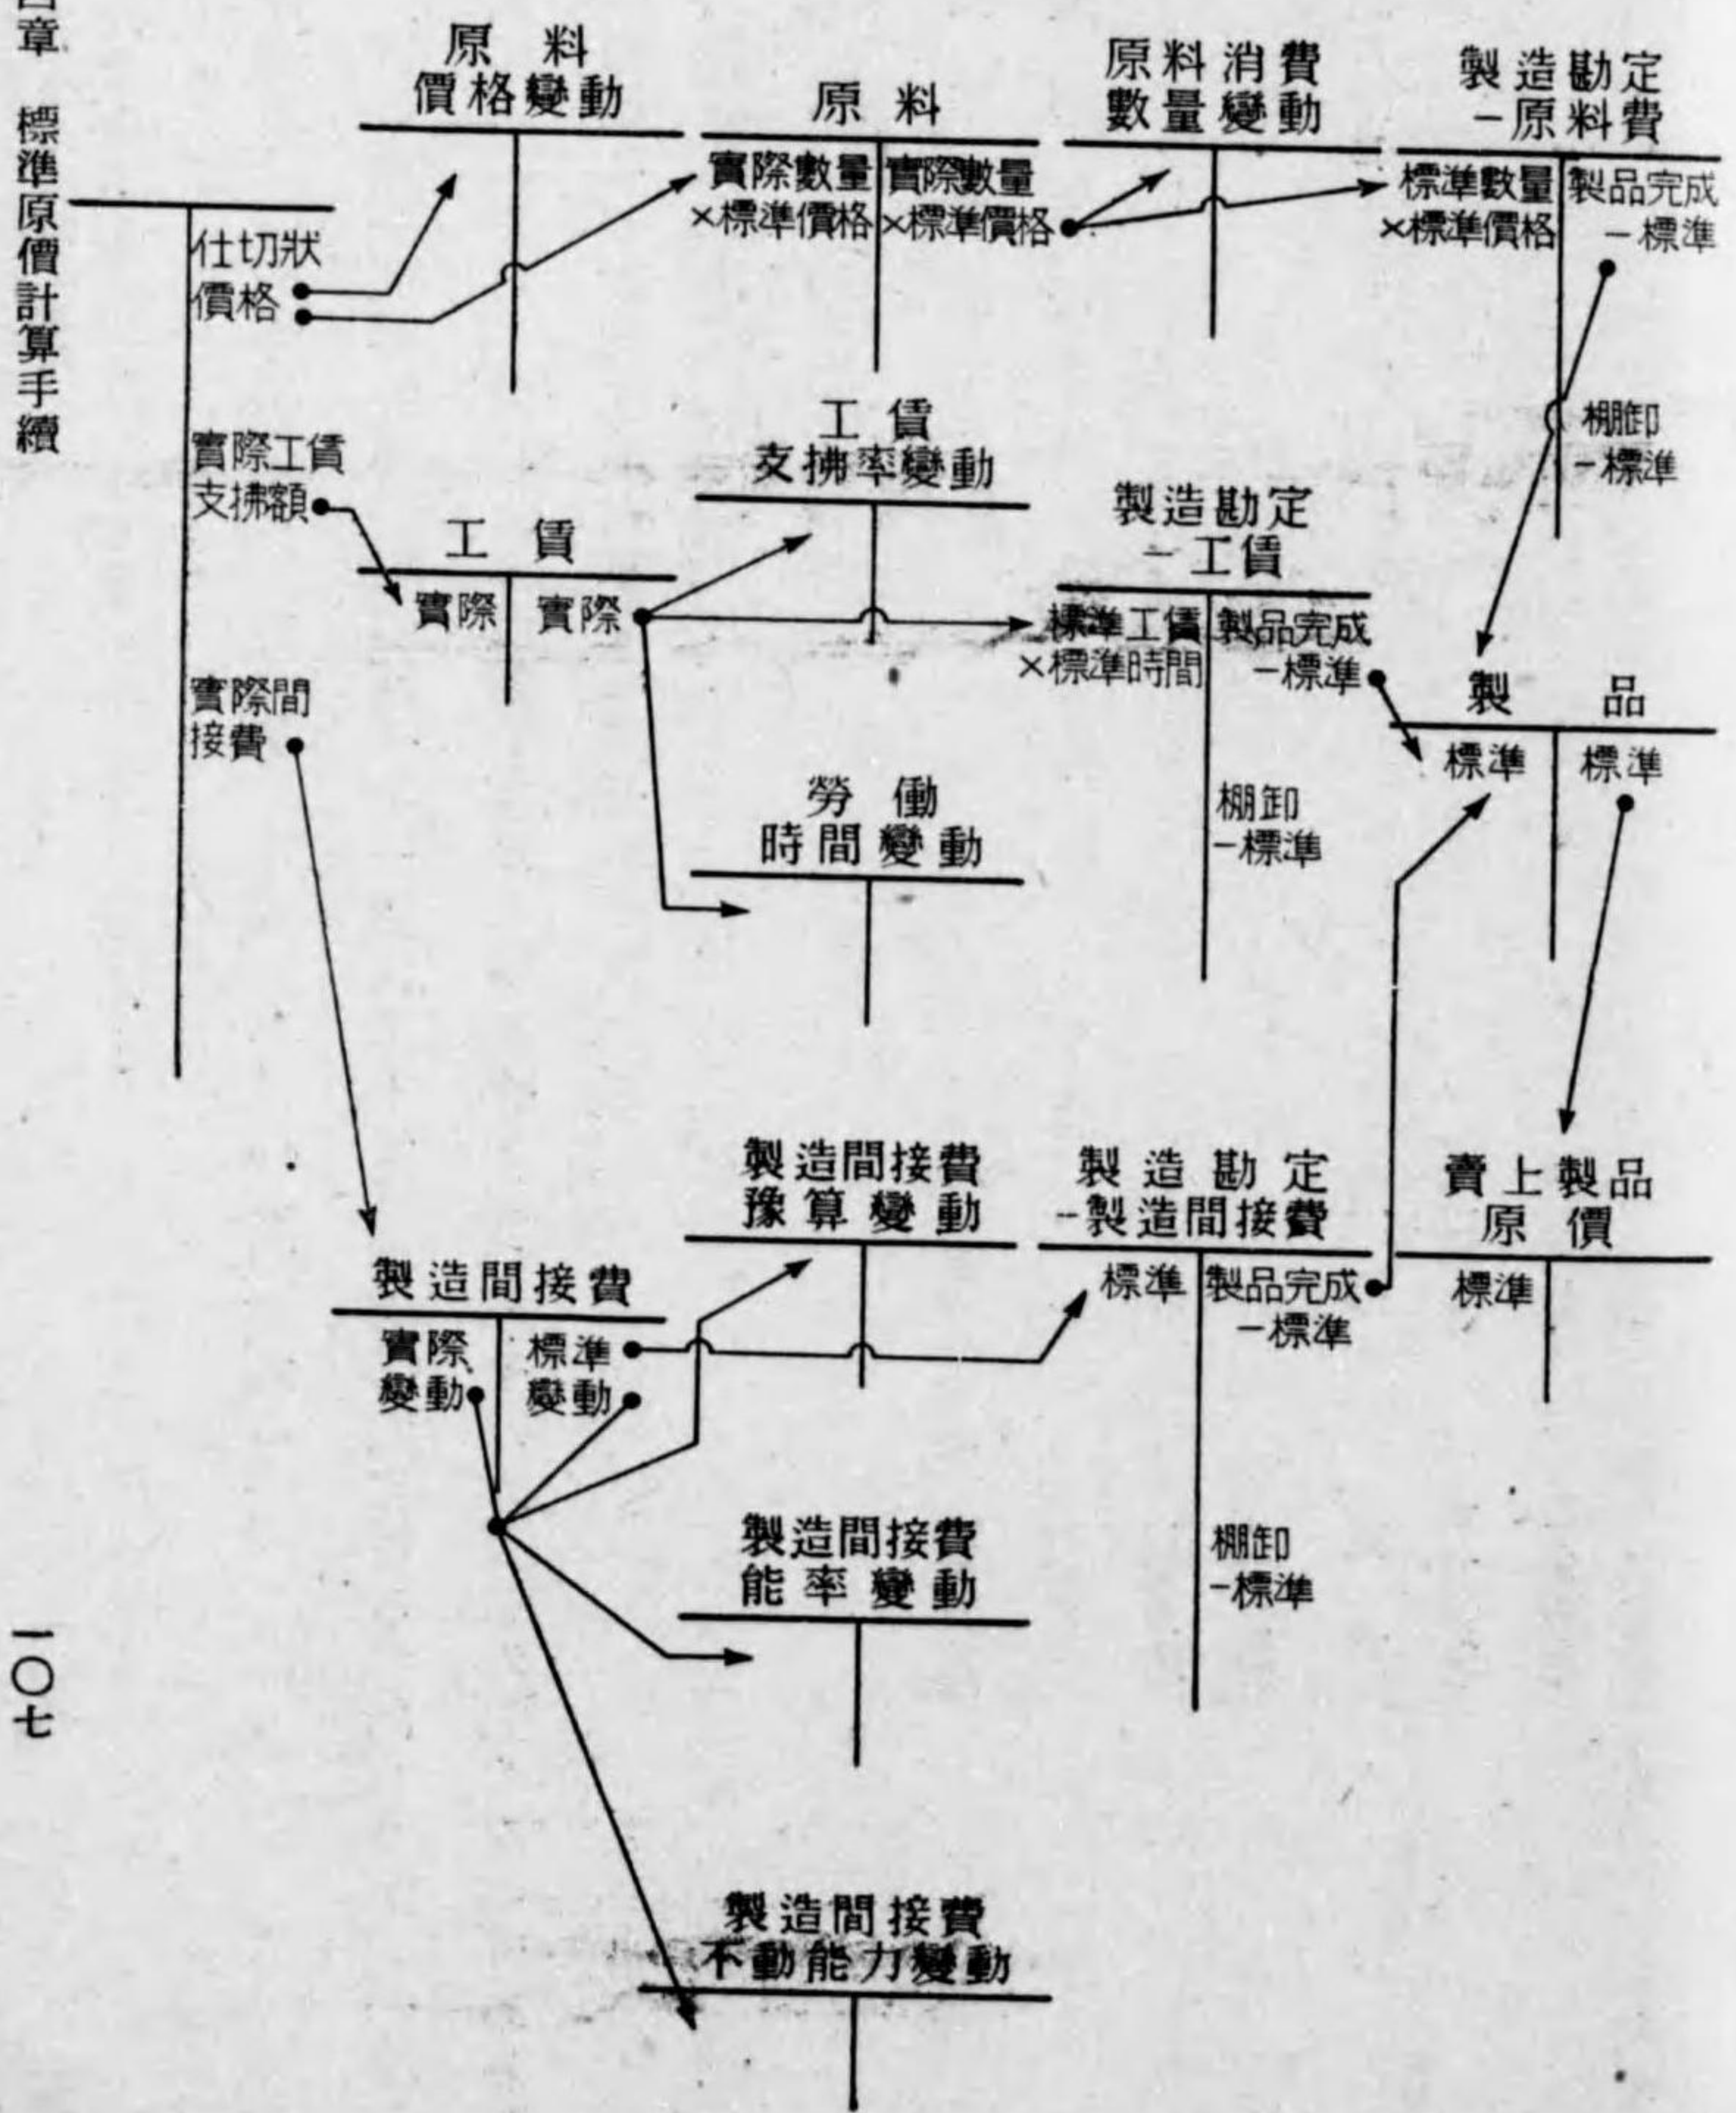 章 標準原價計算手續
一〇七
原料
價格變動
原料
實際數量
×標準價格
實際數量
×標準價格
原料消費
數量變動
製造勘定
-原料費
標準數量
×標準價格
製品完成
-標準
棚卸
-標準
仕切狀
價格
實際工賃
支拂額
實際間
接費
工賃
實際
實際
工賃
支拂率變動
勞働
時間變動
製造勘定
-工賃
標準工賃
×標準時間
製品完成
-標準
棚卸
-標準
製品
標準
標準
製造間接費
實際
變動
標準
變動
製造間接費
豫算變動
製造勘定
-製造間接費
標準
製品完成
-標準
棚卸
-標準
賣上製品
原價
標準
製造間接費
能率變動
製造間接費
不動能力變動